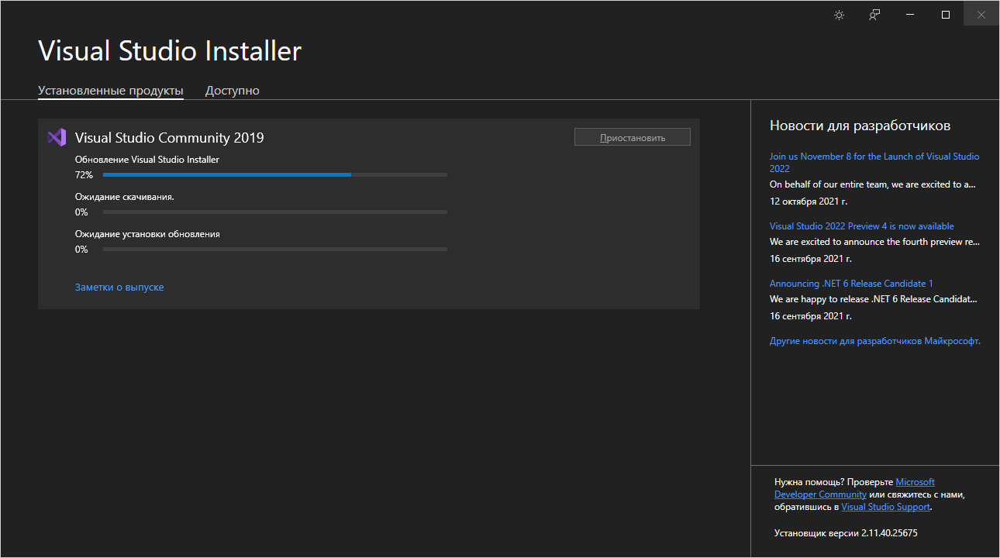 Visual Studio Installer
Установленные продукты
Доступно
Visual Studio Community 2019
Приостановить
Обновление Visual Studio Installer
72%
Ожидание скачивания.
0%
Ожидание установки обновления
0%
Заметки о выпуске
Новости для разработчиков
Join us November 8 for the Launch of Visual Studio
2022
On behalf of our entire team, we are excited to a...
12 октября 2021 г.
Visual Studio 2022 Preview 4 is now available
We are excited to announce the fourth preview re...
16 сентября 2021 г.
Announcing .NET 6 Release Candidate 1
We are happy to release .NET 6 Release Candidat...
16 сентября 2021 г.
Другие новости для разработчиков Майкрософт.
Нужна помощь? Проверьте Microsoft
Developer Community или свяжитесь с нами,
обратившись в Visual Studio Support.
Установщик версии 2.11.40.25675